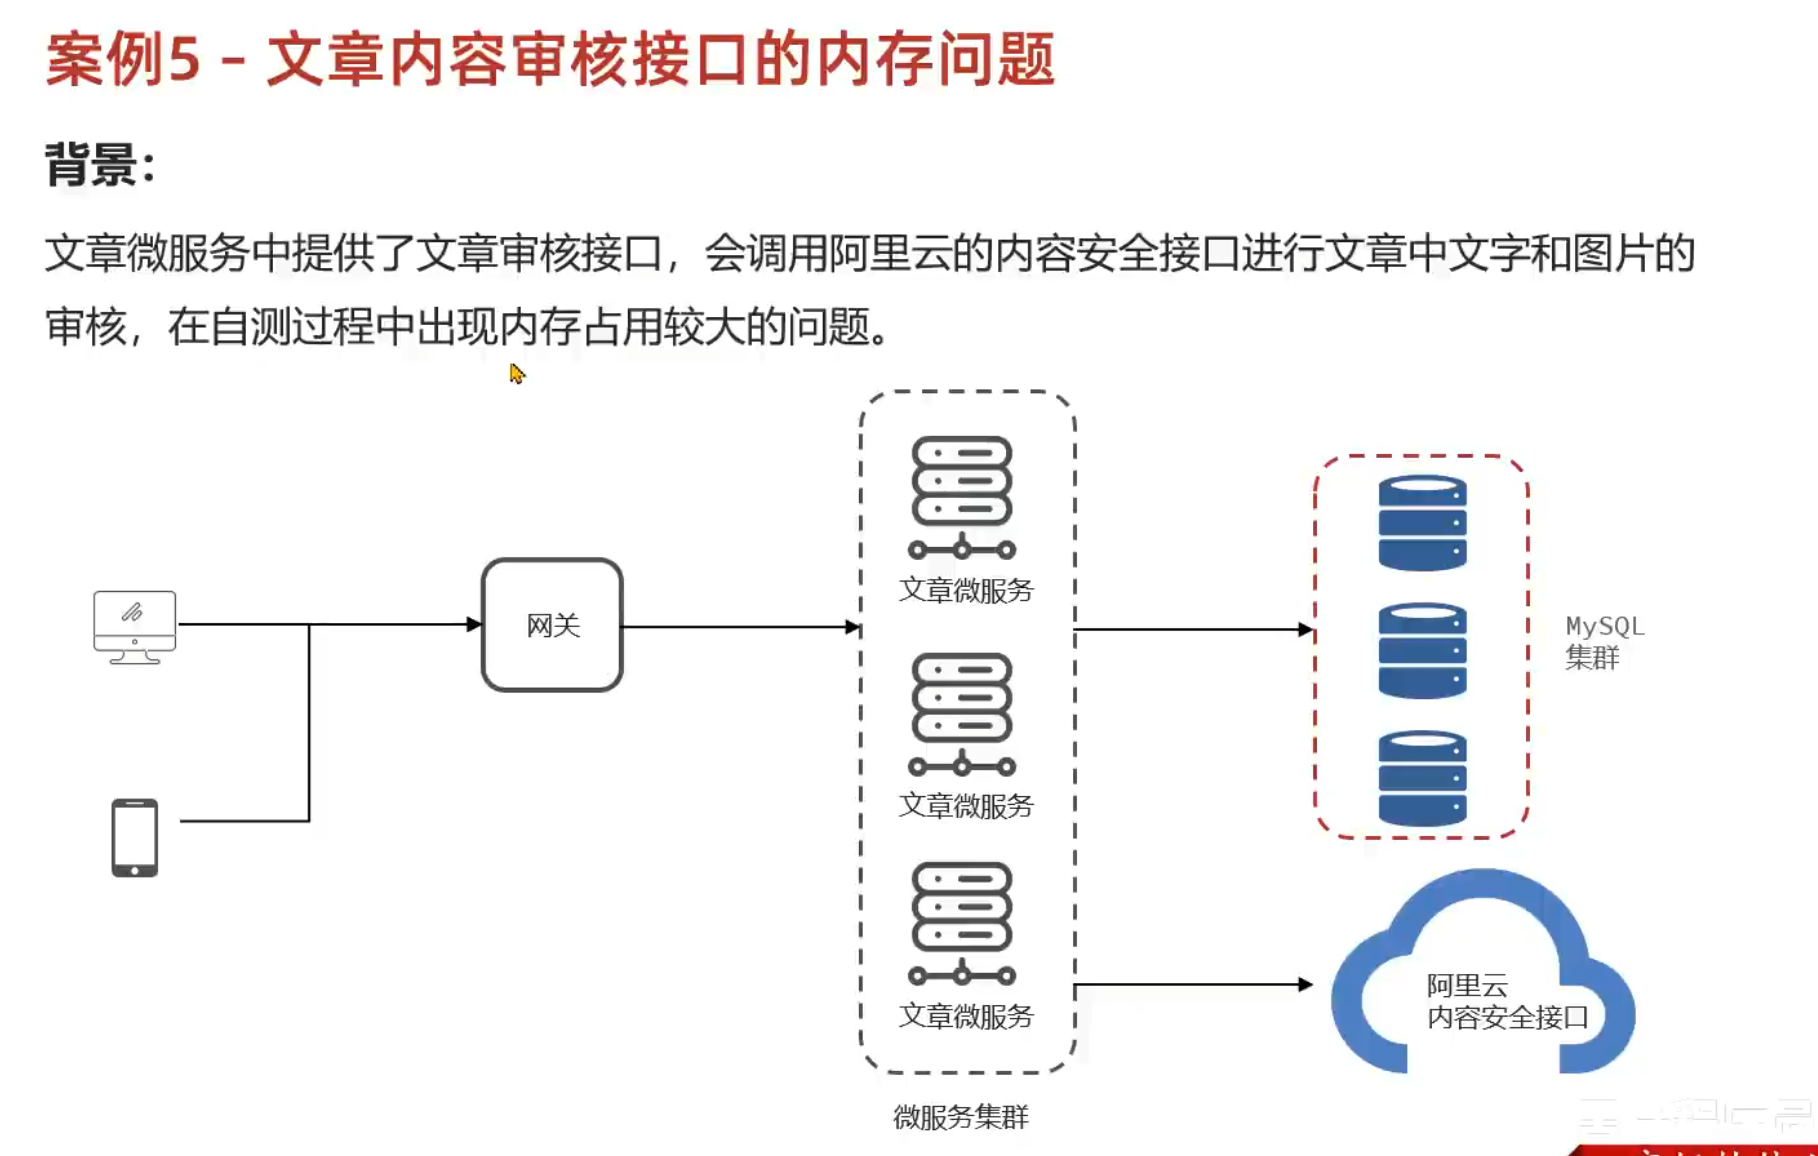 案例5 - 文章内容审核接口的内存问题
背景：
文章微服务中提供了文章审核接口，会调用阿里云的内容安全接口进行文章中文字和图片的
审核，在自测过程中出现内存占用较大的问题。
文章微服务
网关
MySQL
集群
文章微服务
阿里云
内容安全接口
文章微服务
微服务集群